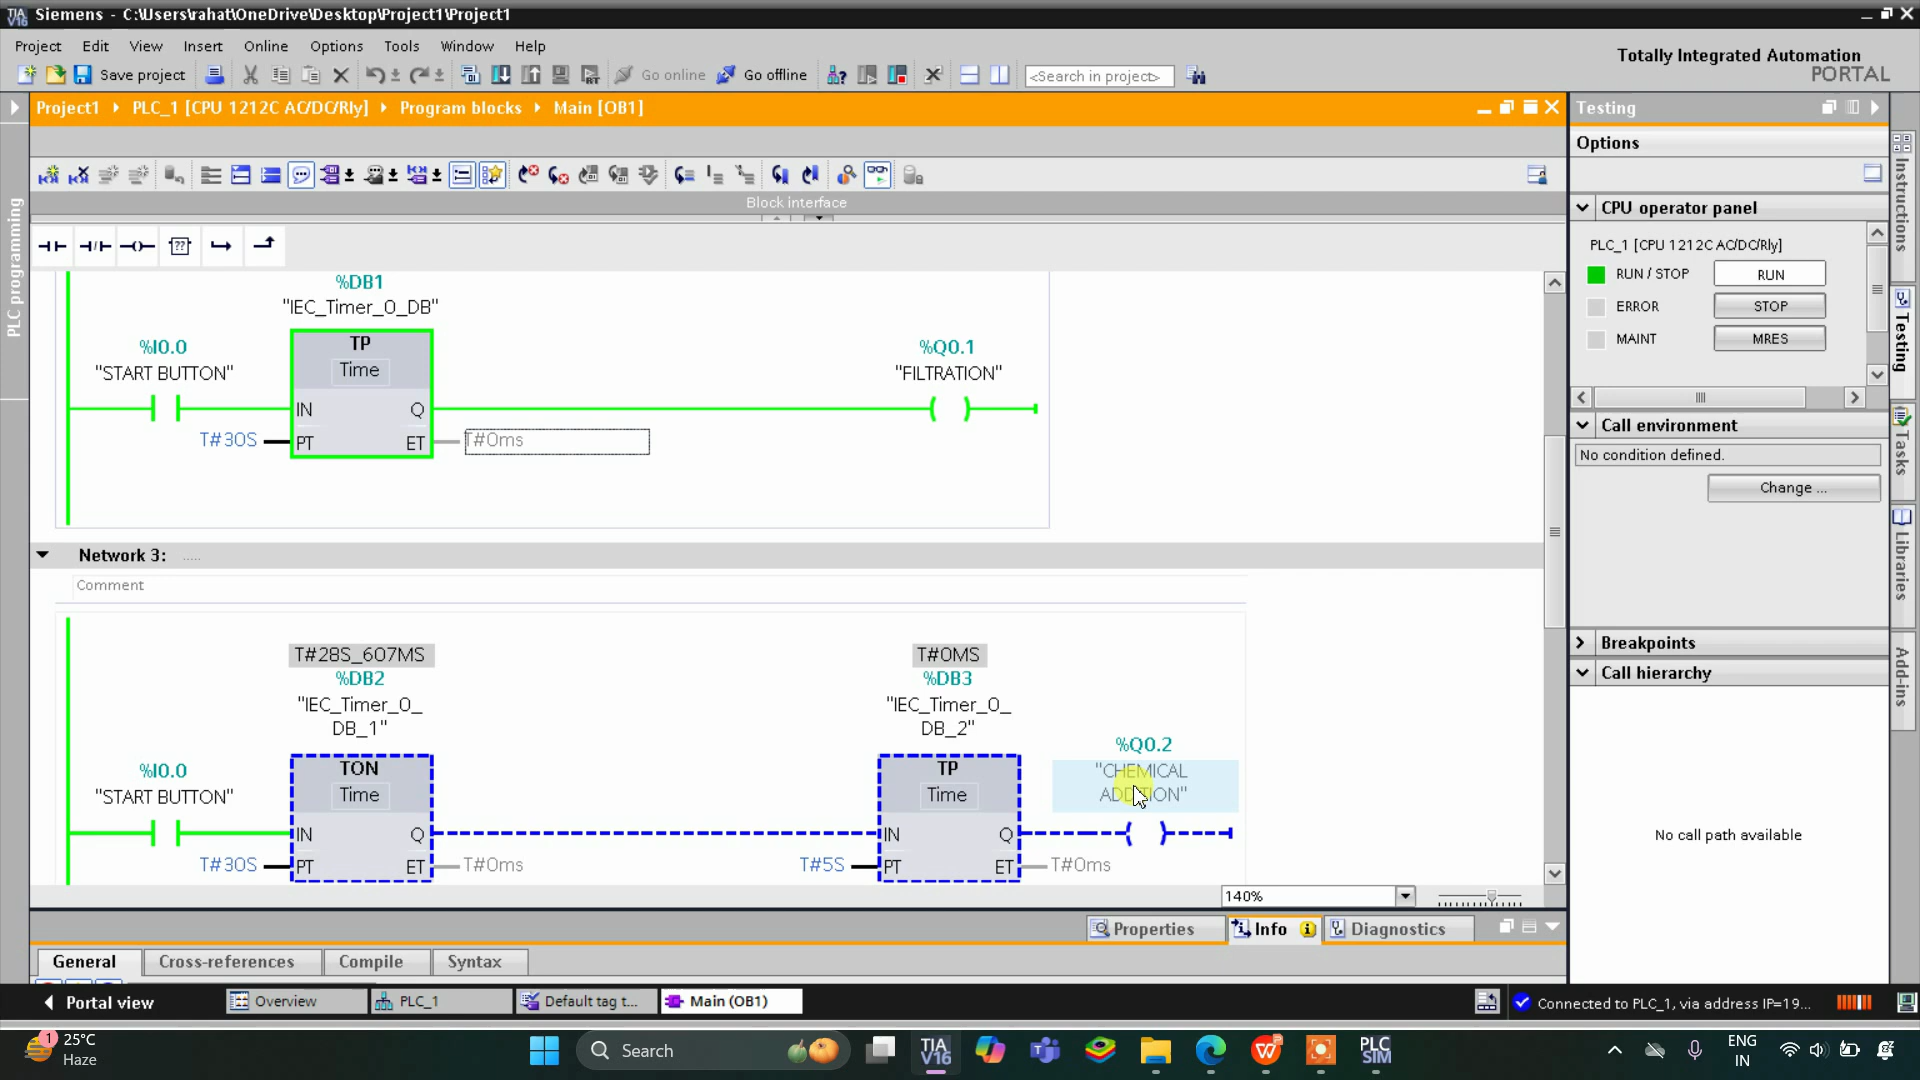 Siemens - C:\Users\rahat\OneDrive\Desktop\Project1\Project1
Project Edit View Insert Online Options Tools Window Help
Totally Integrated Automation
PORTAL
Save project
Go online
Go offline
<Search in project>
Project1 PLC_1 [CPU 1212C AC/DC/Rly] Program blocks Main [OB1]
Testing
Options
Block interface
CPU operator panel
PLC_1 [CPU 1212C AC/DC/Rly]
RUN / STOP RUN
ERROR STOP
MAINT MRES
Call environment
No condition defined.
Change ...
Breakpoints
Call hierarchy
No call path available
PLC programming
Instructions
Testing
Tasks
Libraries
Add-ins
??
%DB1
"IEC_Timer_0_DB"
%I0.0
"START BUTTON"
TP
Time
IN Q
T#30S PT ET T#0ms
%Q0.1
"FILTRATION"
Network 3: .....
Comment
T#28S_607MS
%DB2
"IEC_Timer_0_
DB_1"
%I0.0
"START BUTTON"
TON
Time
IN Q
T#30S PT ET T#0ms
T#0MS
%DB3
"IEC_Timer_0_
DB_2"
TP
Time
IN Q
T#5S PT ET T#0ms
%Q0.2
"CHEMICAL
ADDITION"
140%
Properties Info Diagnostics
General Cross-references Compile Syntax
Portal view Overview PLC_1 Default tag t... Main (OB1)
Connected to PLC_1, via address IP=19...
1
25°C
Haze
Search
TIA
V16
PLC
SIM
ENG
IN